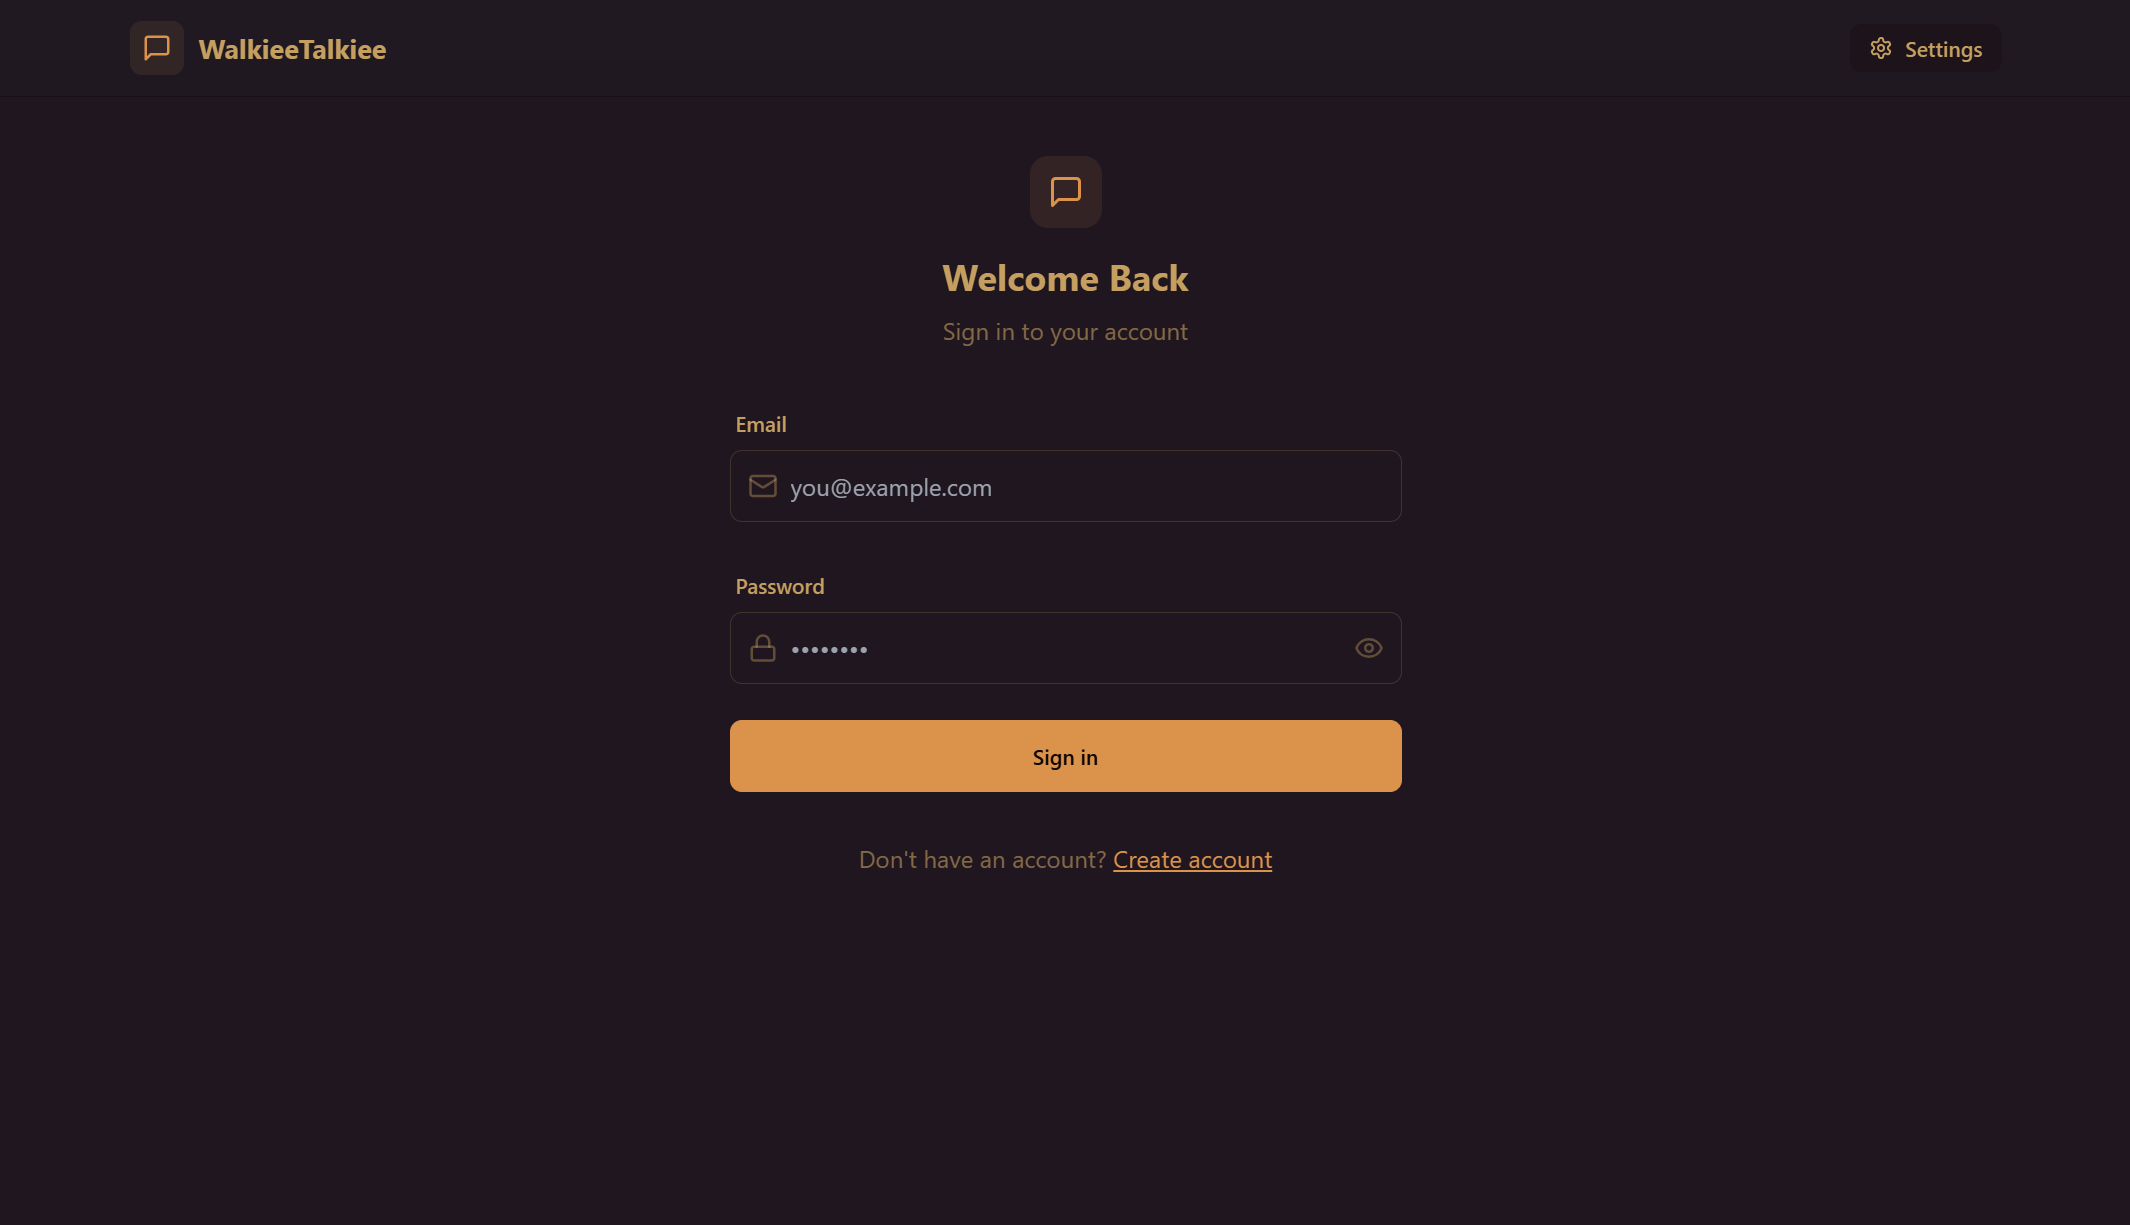 WalkieeTalkiee
Settings
Welcome Back
Sign in to your account
Email
you@example.com
Password
••••••••
Sign in
Don't have an account? Create account